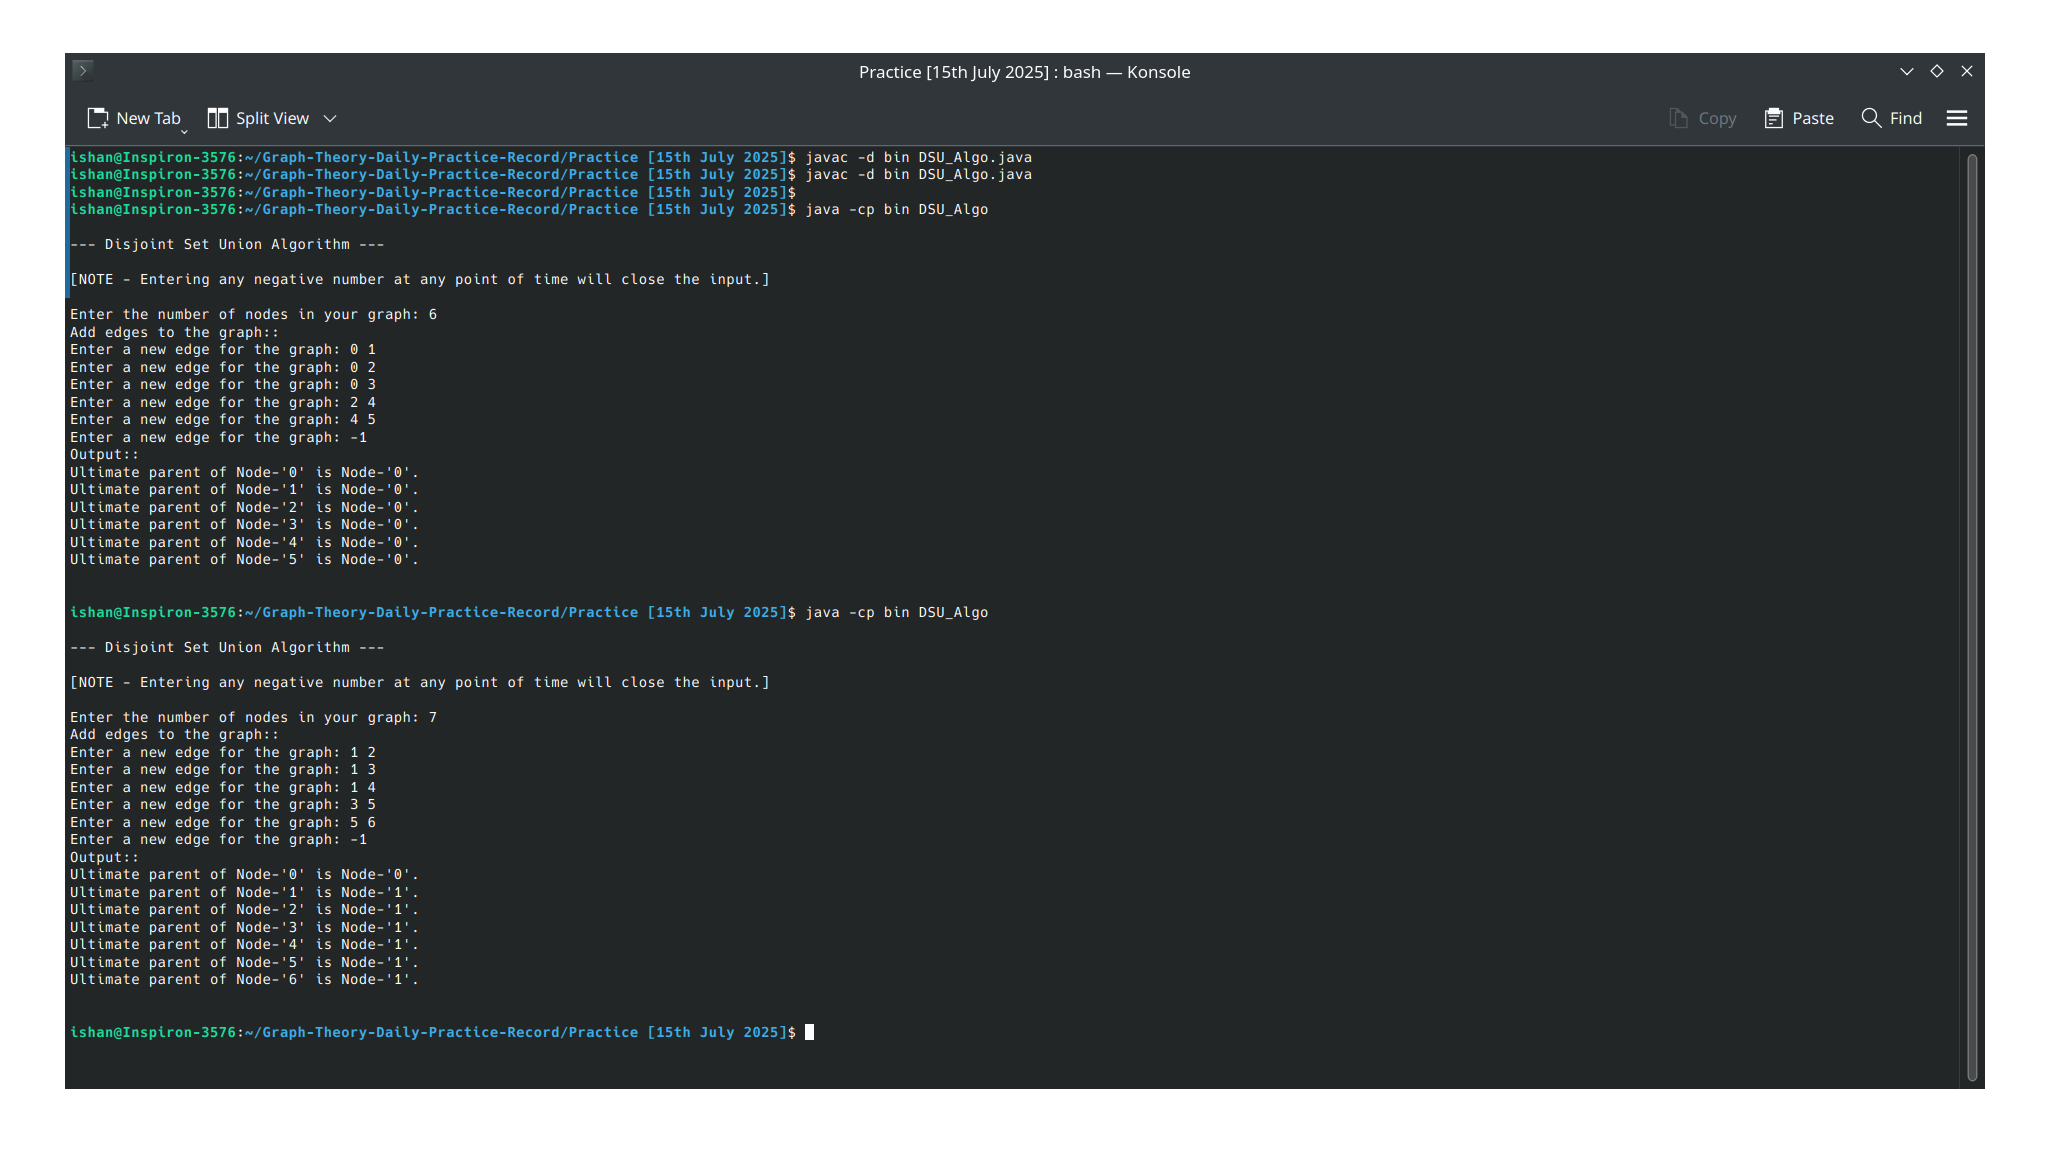 Practice [15th July 2025] : bash — Konsole
New Tab Split View Copy Paste Find
ishan@Inspiron-3576:~/Graph-Theory-Daily-Practice-Record/Practice [15th July 2025]$ javac -d bin DSU_Algo.java
ishan@Inspiron-3576:~/Graph-Theory-Daily-Practice-Record/Practice [15th July 2025]$ javac -d bin DSU_Algo.java
ishan@Inspiron-3576:~/Graph-Theory-Daily-Practice-Record/Practice [15th July 2025]$
ishan@Inspiron-3576:~/Graph-Theory-Daily-Practice-Record/Practice [15th July 2025]$ java -cp bin DSU_Algo
--- Disjoint Set Union Algorithm ---
[NOTE - Entering any negative number at any point of time will close the input.]
Enter the number of nodes in your graph: 6
Add edges to the graph::
Enter a new edge for the graph: 0 1
Enter a new edge for the graph: 0 2
Enter a new edge for the graph: 0 3
Enter a new edge for the graph: 2 4
Enter a new edge for the graph: 4 5
Enter a new edge for the graph: -1
Output::
Ultimate parent of Node-'0' is Node-'0'.
Ultimate parent of Node-'1' is Node-'0'.
Ultimate parent of Node-'2' is Node-'0'.
Ultimate parent of Node-'3' is Node-'0'.
Ultimate parent of Node-'4' is Node-'0'.
Ultimate parent of Node-'5' is Node-'0'.
ishan@Inspiron-3576:~/Graph-Theory-Daily-Practice-Record/Practice [15th July 2025]$ java -cp bin DSU_Algo
--- Disjoint Set Union Algorithm ---
[NOTE - Entering any negative number at any point of time will close the input.]
Enter the number of nodes in your graph: 7
Add edges to the graph::
Enter a new edge for the graph: 1 2
Enter a new edge for the graph: 1 3
Enter a new edge for the graph: 1 4
Enter a new edge for the graph: 3 5
Enter a new edge for the graph: 5 6
Enter a new edge for the graph: -1
Output::
Ultimate parent of Node-'0' is Node-'0'.
Ultimate parent of Node-'1' is Node-'1'.
Ultimate parent of Node-'2' is Node-'1'.
Ultimate parent of Node-'3' is Node-'1'.
Ultimate parent of Node-'4' is Node-'1'.
Ultimate parent of Node-'5' is Node-'1'.
Ultimate parent of Node-'6' is Node-'1'.
ishan@Inspiron-3576:~/Graph-Theory-Daily-Practice-Record/Practice [15th July 2025]$